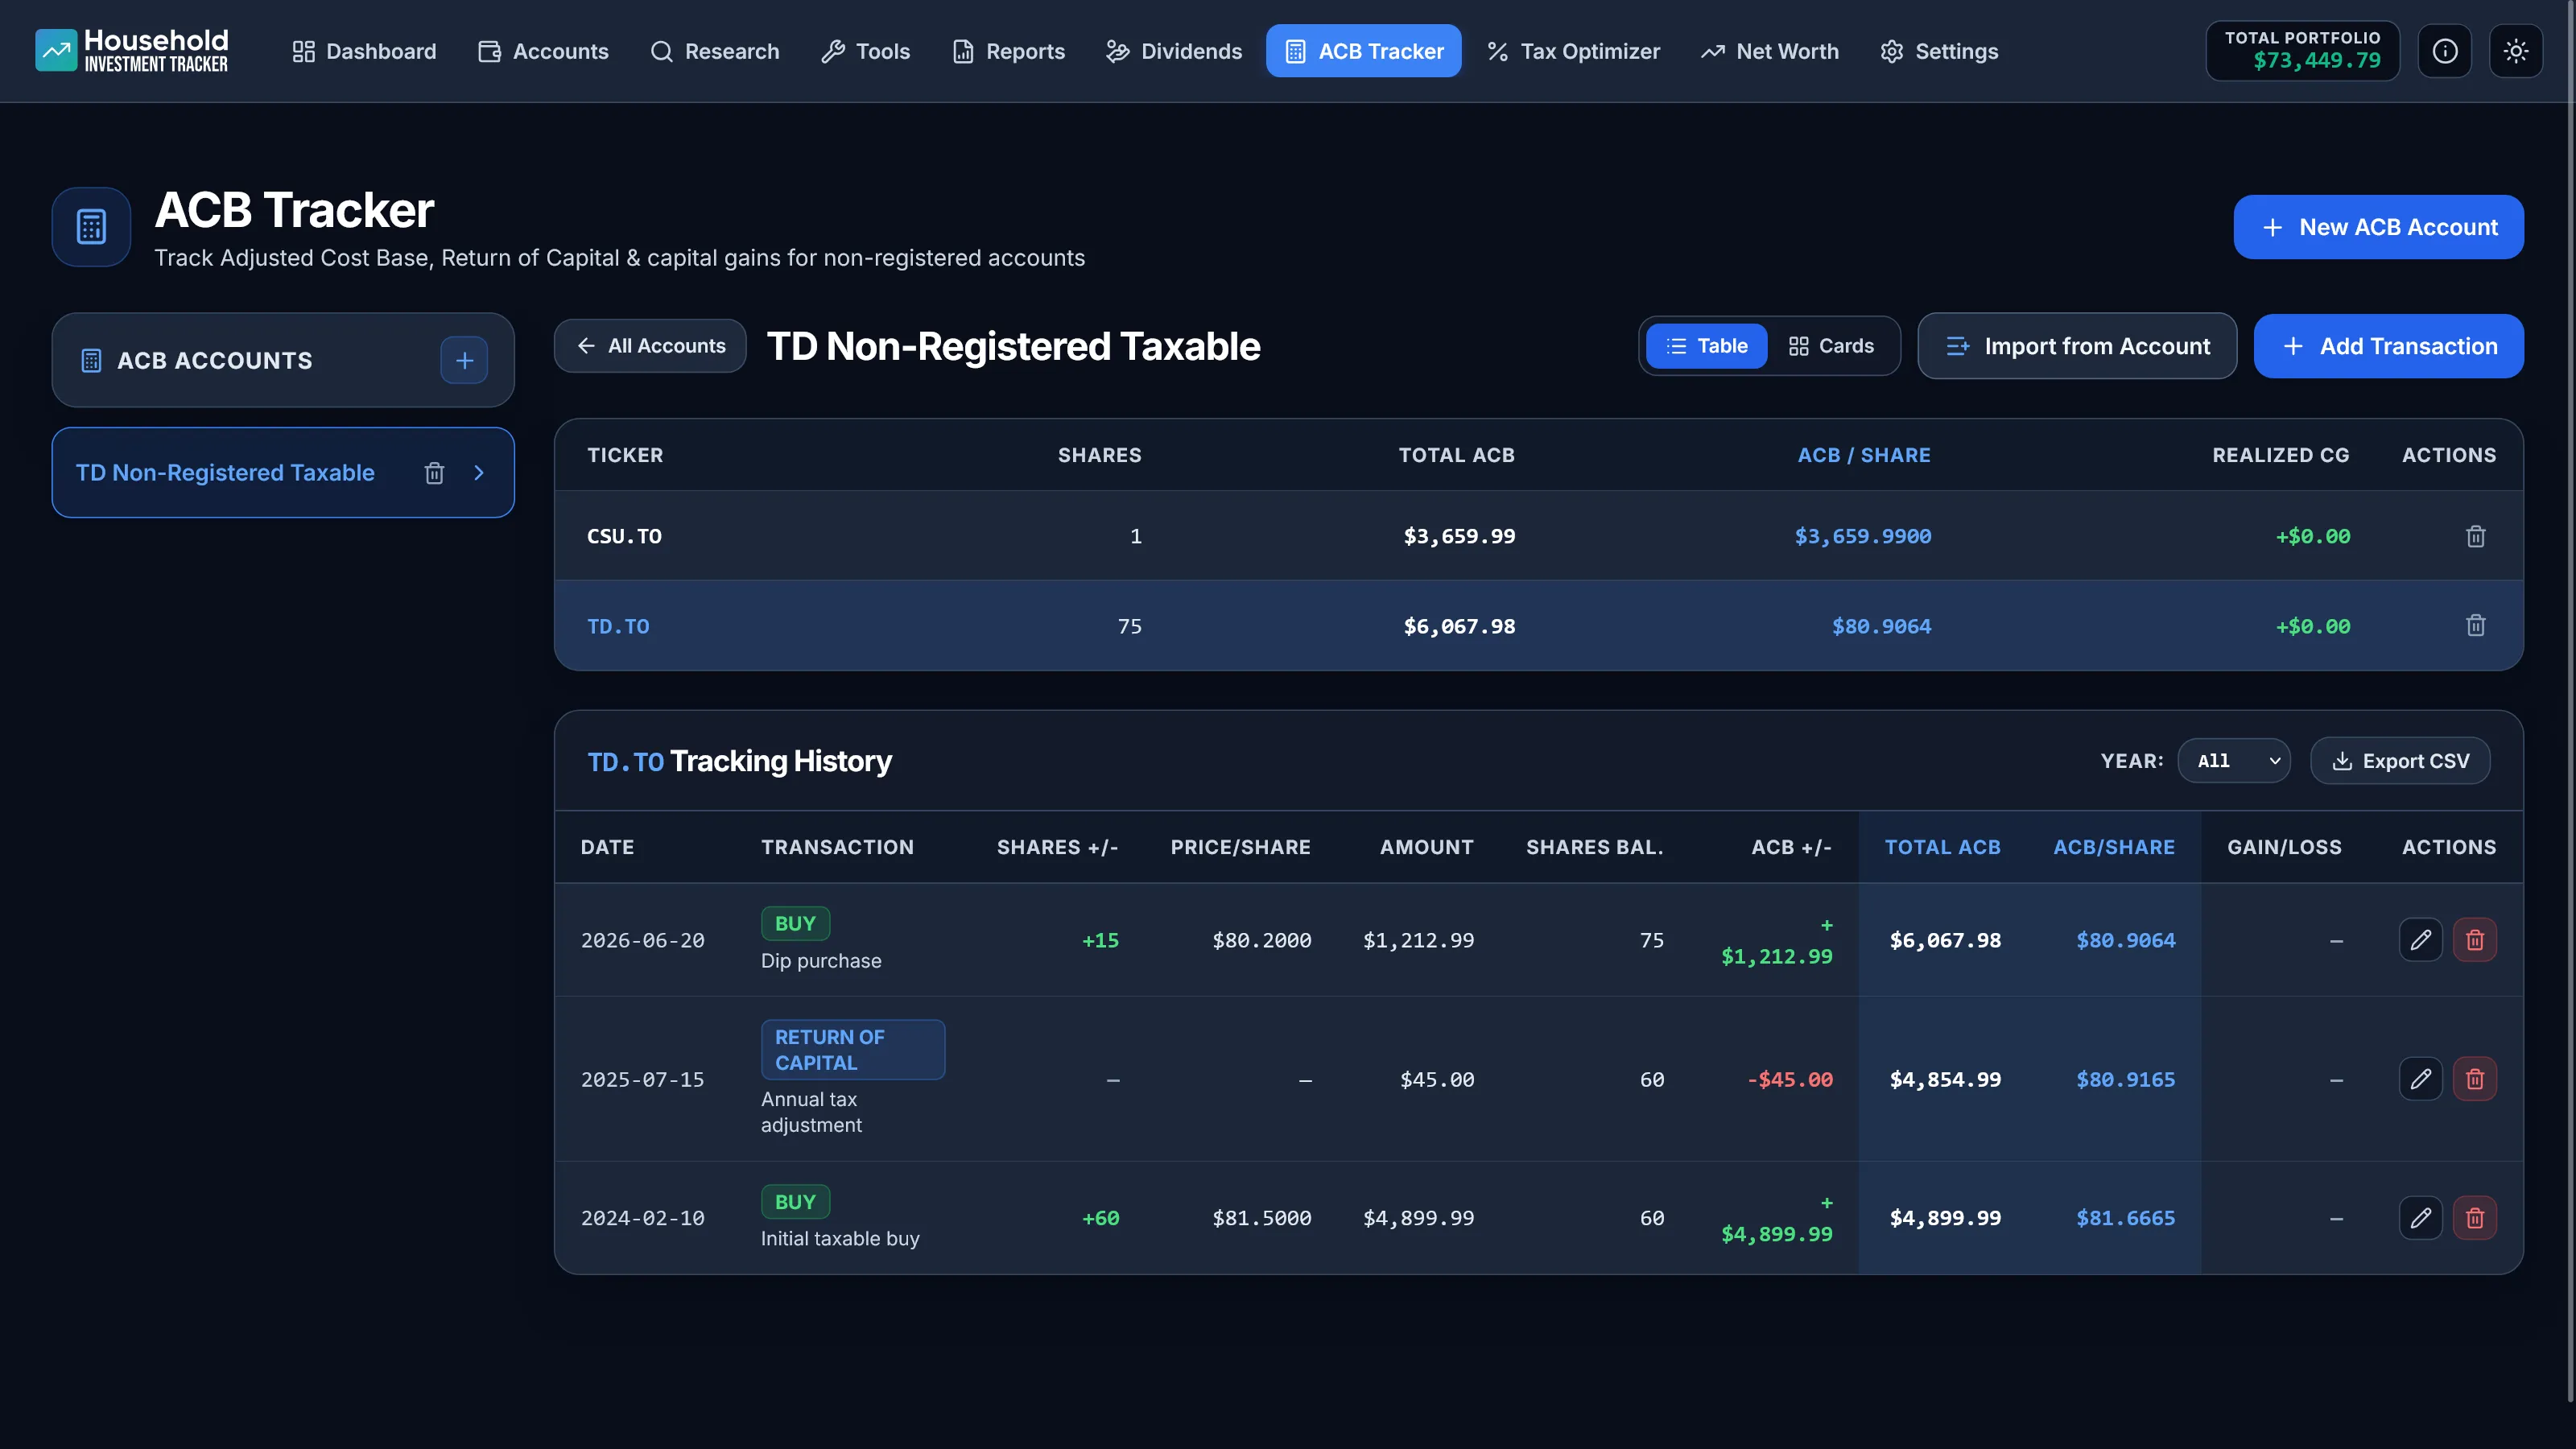 Household
INVESTMENT TRACKER
Dashboard
Accounts
Research
Tools
Reports
Dividends
ACB Tracker
Tax Optimizer
Net Worth
Settings
TOTAL PORTFOLIO
$73,449.79
ACB Tracker
Track Adjusted Cost Base, Return of Capital & capital gains for non-registered accounts
New ACB Account
ACB ACCOUNTS
TD Non-Registered Taxable
All Accounts
TD Non-Registered Taxable
Table
Cards
Import from Account
Add Transaction
TICKER SHARES TOTAL ACB ACB / SHARE REALIZED CG ACTIONS
CSU.TO 1 $3,659.99 $3,659.9900 +$0.00
TD.TO 75 $6,067.98 $80.9064 +$0.00
TD.TO Tracking History
YEAR: All
Export CSV
DATE TRANSACTION SHARES +/- PRICE/SHARE AMOUNT SHARES BAL. ACB +/- TOTAL ACB ACB/SHARE GAIN/LOSS ACTIONS
2026-06-20 BUY +15 $80.2000 $1,212.99 75 + $6,067.98 $80.9064 —
Dip purchase $1,212.99
2025-07-15 RETURN OF — — $45.00 60 -$45.00 $4,854.99 $80.9165 —
CAPITAL
Annual tax
adjustment
2024-02-10 BUY +60 $81.5000 $4,899.99 60 + $4,899.99 $81.6665 —
Initial taxable buy $4,899.99